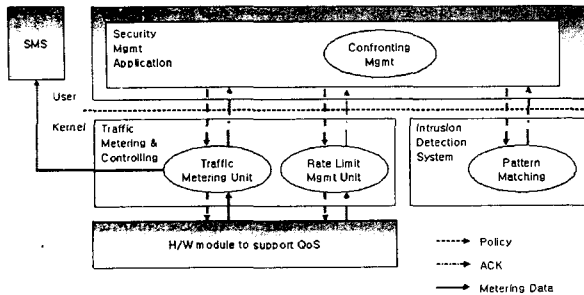 SMS
Security
Mgmt
Application
Confronting
Mgmt
User
Kernel
Traffic
Metering &
Controlling
Traffic
Metering Unit
Rate Limit
Mgmt Unit
Intrusion
Detection
System
Pattern
Matching
H/W module to support QoS
Policy
ACK
Metering Data